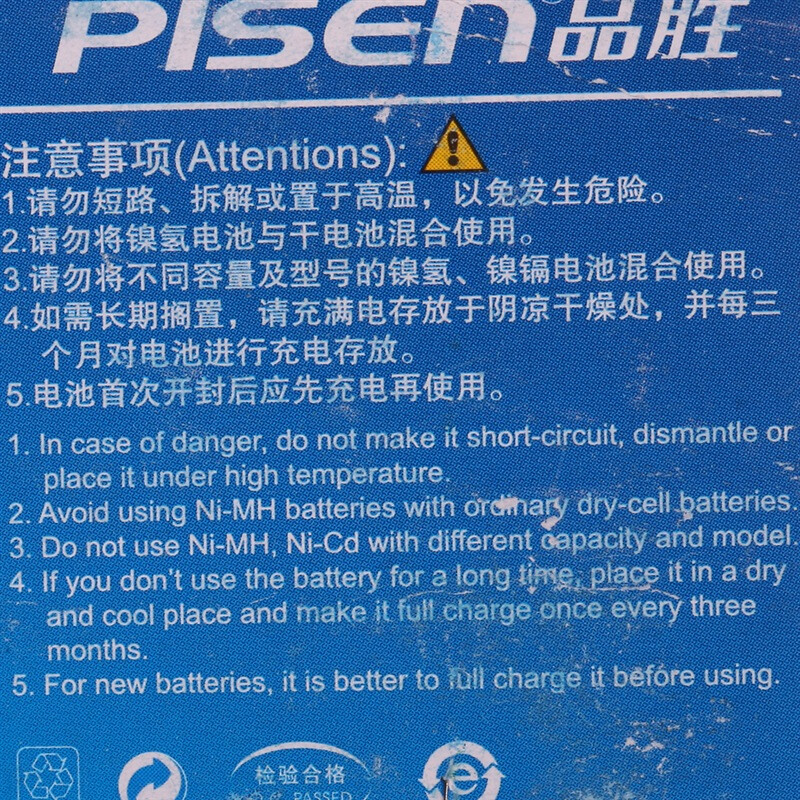 PISEN®品胜
注意事项(Attentions):
1.请勿短路、拆解或置于高温，以免发生危险。
2.请勿将镍氢电池与干电池混合使用。
3.请勿将不同容量及型号的镍氢、镍镉电池混合使用。
4.如需长期搁置，请充满电存放于阴凉干燥处，并每三
个月对电池进行充电存放。
5.电池首次开封后应先充电再使用。
1. In case of danger, do not make it short-circuit, dismantle or
place it under high temperature.
2. Avoid using Ni-MH batteries with ordinary dry-cell batteries.
3. Do not use Ni-MH, Ni-Cd with different capacity and model.
4. If you don't use the battery for a long time, place it in a dry
and cool place and make it full charge once every three
months.
5. For new batteries, it is better to full charge it before using.
检验合格
PASSED
e